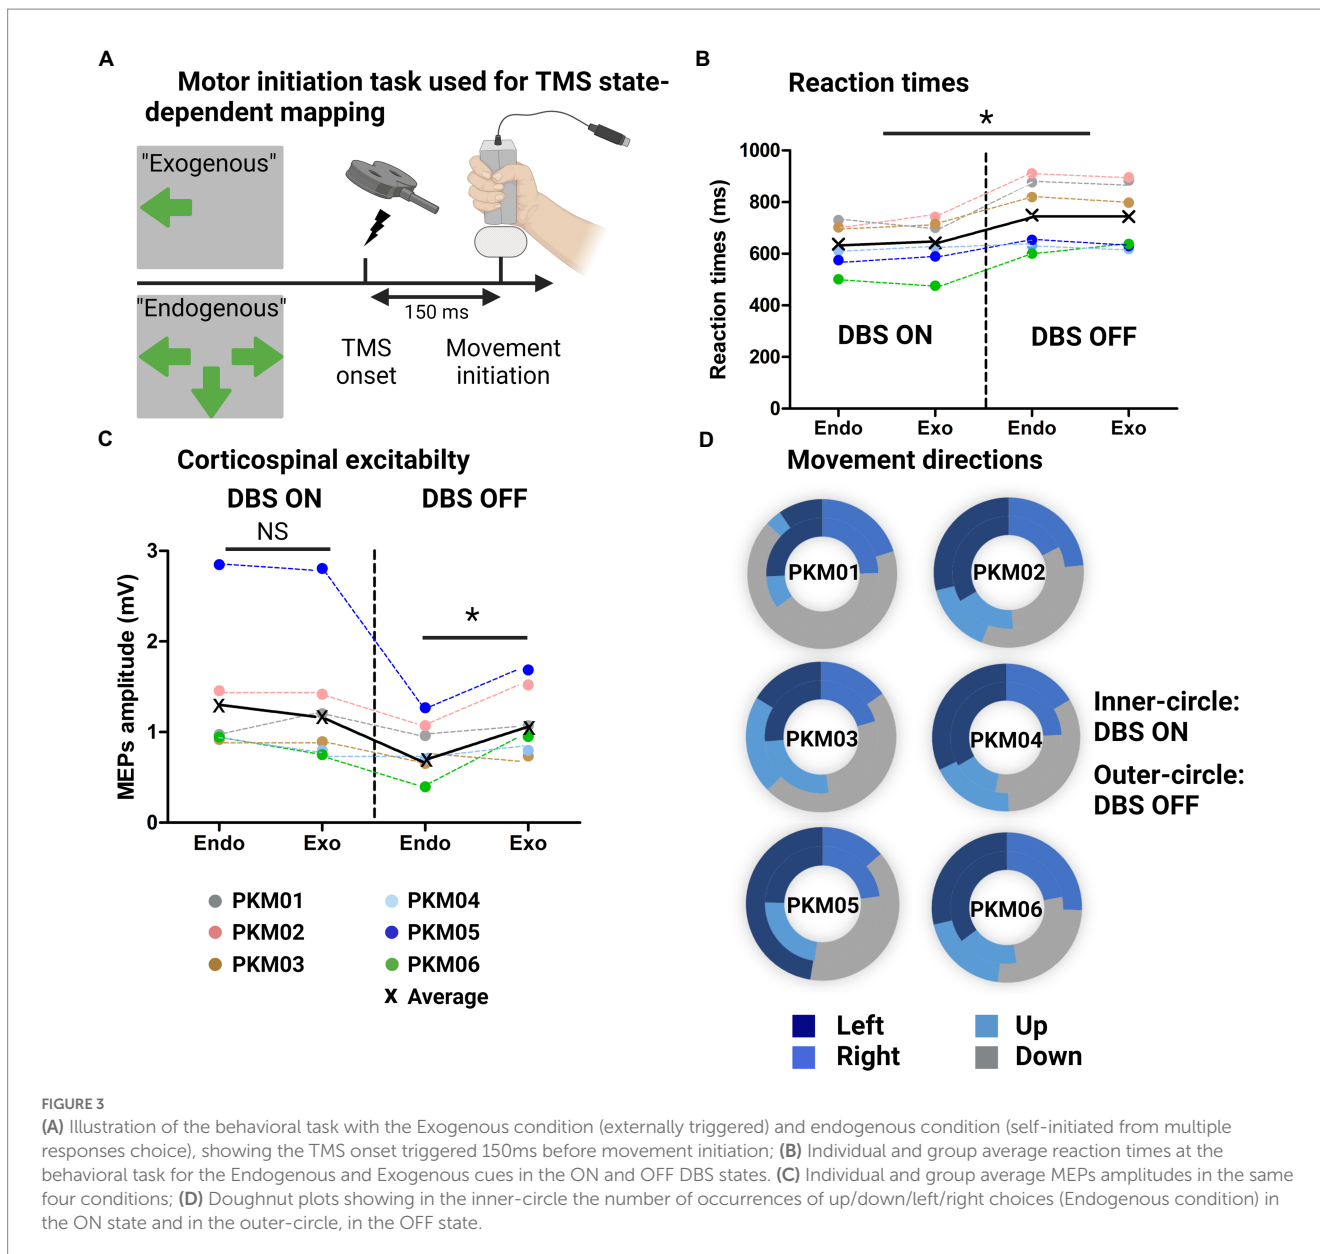 A
Motor initiation task used for TMS state-
dependent mapping
"Exogenous"
"Endogenous"
150 ms
TMS
onset
Movement
initiation
B
Reaction times
*
Reaction times (ms)
1000
800
600
400
200
0
DBS ON
DBS OFF
Endo
Exo
Endo
Exo
C
Corticospinal excitabilty
DBS ON
DBS OFF
NS
*
MEPs amplitude (mV)
3
2
1
0
Endo
Exo
Endo
Exo
PKM01
PKM02
PKM03
PKM04
PKM05
PKM06
x Average
D
Movement directions
PKM01
PKM02
PKM03
PKM04
PKM05
PKM06
Inner-circle:
DBS ON
Outer-circle:
DBS OFF
Left
Right
Up
Down
FIGURE 3
(A) Illustration of the behavioral task with the Exogenous condition (externally triggered) and endogenous condition (self-initiated from multiple
responses choice), showing the TMS onset triggered 150ms before movement initiation; (B) Individual and group average reaction times at the
behavioral task for the Endogenous and Exogenous cues in the ON and OFF DBS states. (C) Individual and group average MEPs amplitudes in the same
four conditions; (D) Doughnut plots showing in the inner-circle the number of occurrences of up/down/left/right choices (Endogenous condition) in
the ON state and in the outer-circle, in the OFF state.